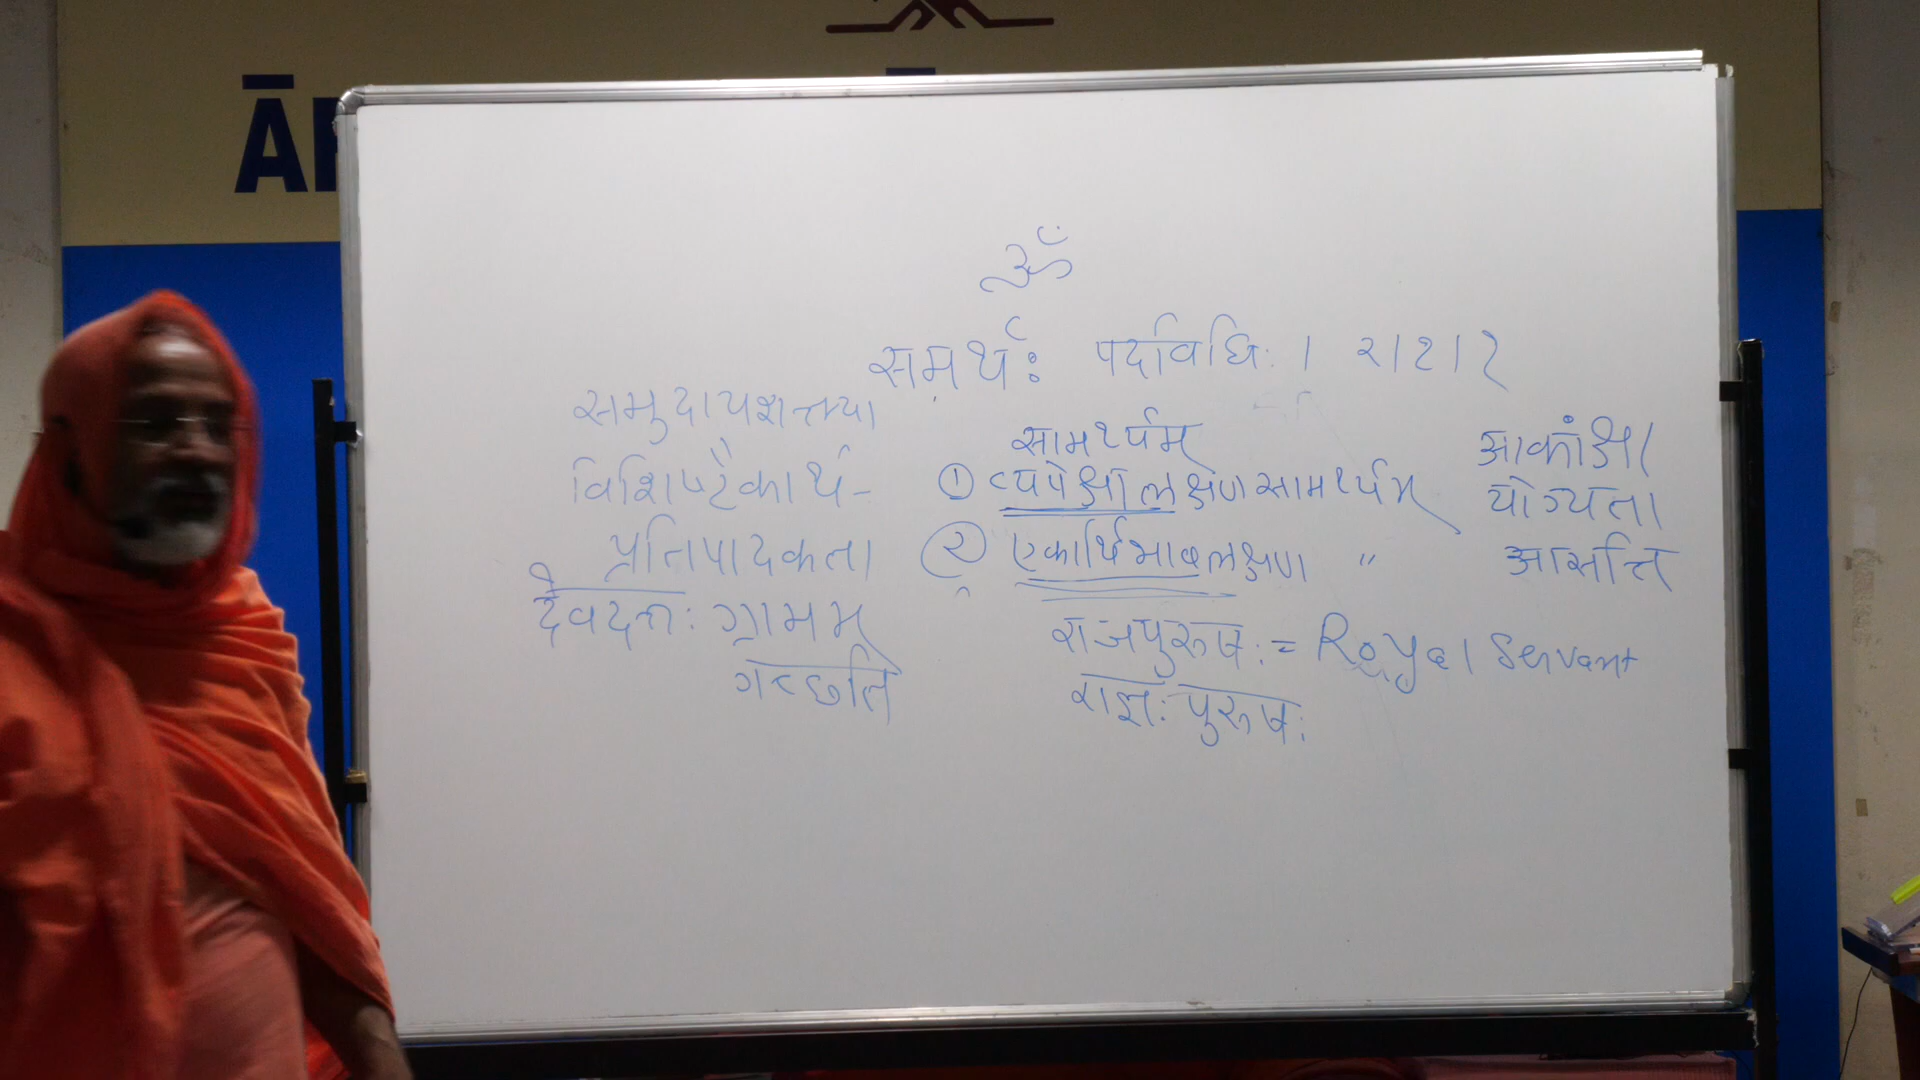 ॐ
समर्थः पदविधिः । २।१।१
समुदायशक्त्या
विशिष्टैकार्थ-
प्रतिपादकता
देवदत्तः ग्रामम्
गच्छति
सामर्थ्यम्
① व्यपेक्षालक्षणसामर्थ्यम्
② एकार्थिभावलक्षण "
राजपुरुषः = Royal Servant
राज्ञः पुरुषः
आकांक्षा
योग्यता
आसत्ति